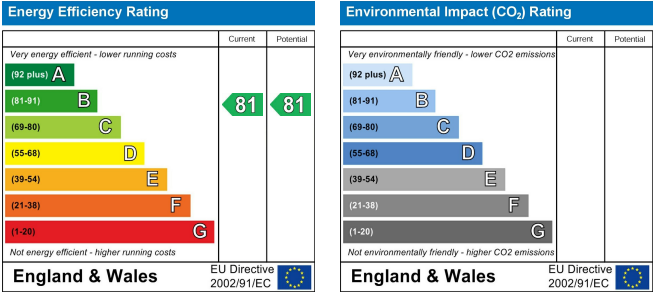 Energy Efficiency Rating
Current Potential
Very energy efficient - lower running costs
(92 plus) A
(81-91) B 81 81
(69-80) C
(55-68) D
(39-54) E
(21-38) F
(1-20) G
Not energy efficient - higher running costs
England & Wales
EU Directive
2002/91/EC
Environmental Impact (CO₂) Rating
Current Potential
Very environmentally friendly - lower CO2 emissions
(92 plus) A
(81-91) B
(69-80) C
(55-68) D
(39-54) E
(21-38) F
(1-20) G
Not environmentally friendly - higher CO2 emissions
England & Wales
EU Directive
2002/91/EC